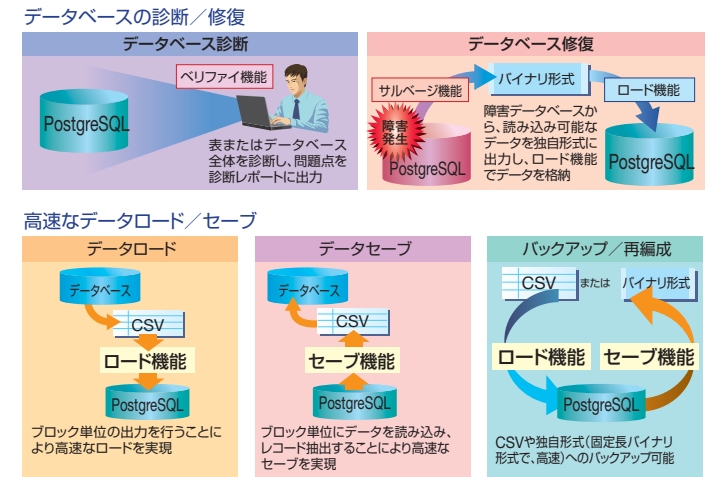 データベースの診断／修復
データベース診断
ベリファイ機能
PostgreSQL
表またはデータベース
全体を診断し、問題点を
診断レポートに出力
データベース修復
サルベージ機能
バイナリ形式
ロード機能
障害
発生
PostgreSQL
障害データベースか
ら、読み込み可能な
データを独自形式に
出力し、ロード機能
でデータを格納
PostgreSQL
高速なデータロード／セーブ
データロード
データベース
CSV
ロード機能
PostgreSQL
ブロック単位の出力を行うことに
より高速なロードを実現
データセーブ
データベース
CSV
セーブ機能
PostgreSQL
ブロック単位にデータを読み込み、
レコード抽出することにより高速な
セーブを実現
バックアップ／再編成
CSV または バイナリ形式
ロード機能 セーブ機能
PostgreSQL
CSVや独自形式（固定長バイナリ
形式で、高速）へのバックアップ可能